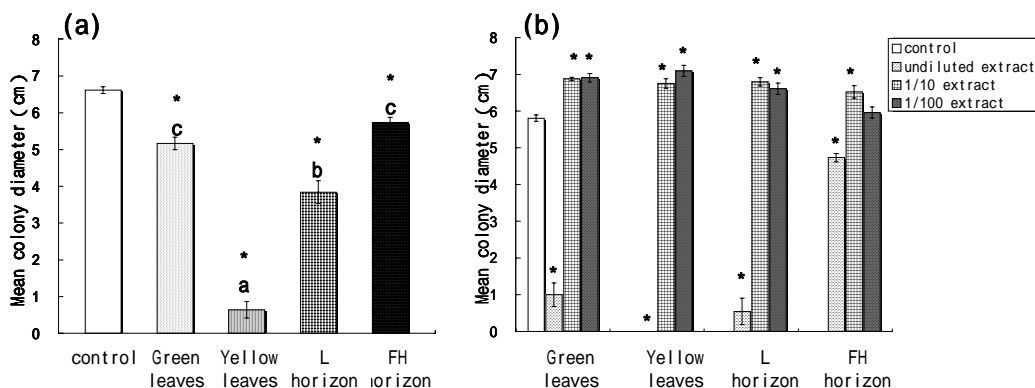 (a)
Mean colony diameter (cm)
8
7
6
5
4
3
2
1
0
*
c
*
a
*
b
*
c
control
Green
leaves
Yellow
leaves
L
horizon
FH
horizon
(b)
Mean colony diameter (cm)
8
7
6
5
4
3
2
1
0
* * *
* * *
* * *
* *
Green
leaves
Yellow
leaves
L
horizon
FH
horizon
control
undiluted extract
1/10 extract
1/100 extract